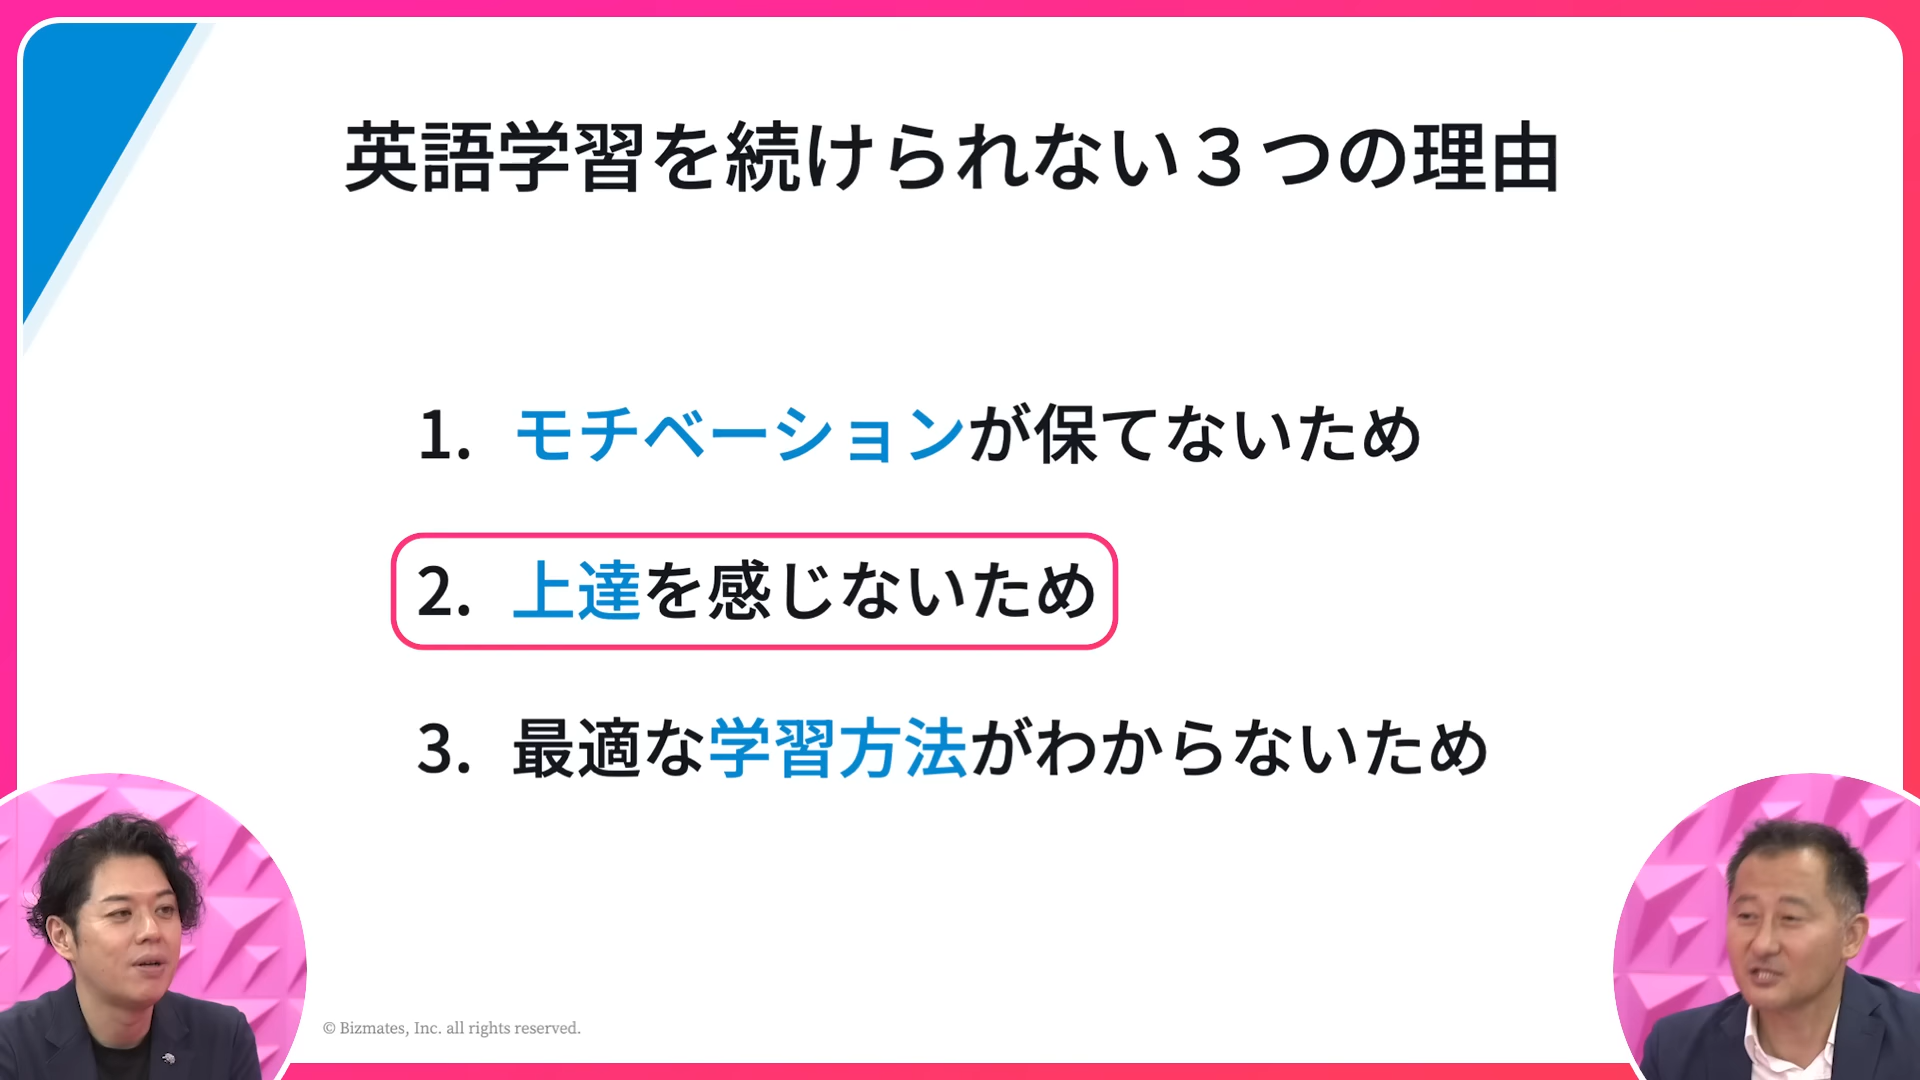 英語学習を続けられない３つの理由
1. モチベーションが保てないため
2. 上達を感じないため
3. 最適な学習方法がわからないため
© Bizmates, Inc. all rights reserved.